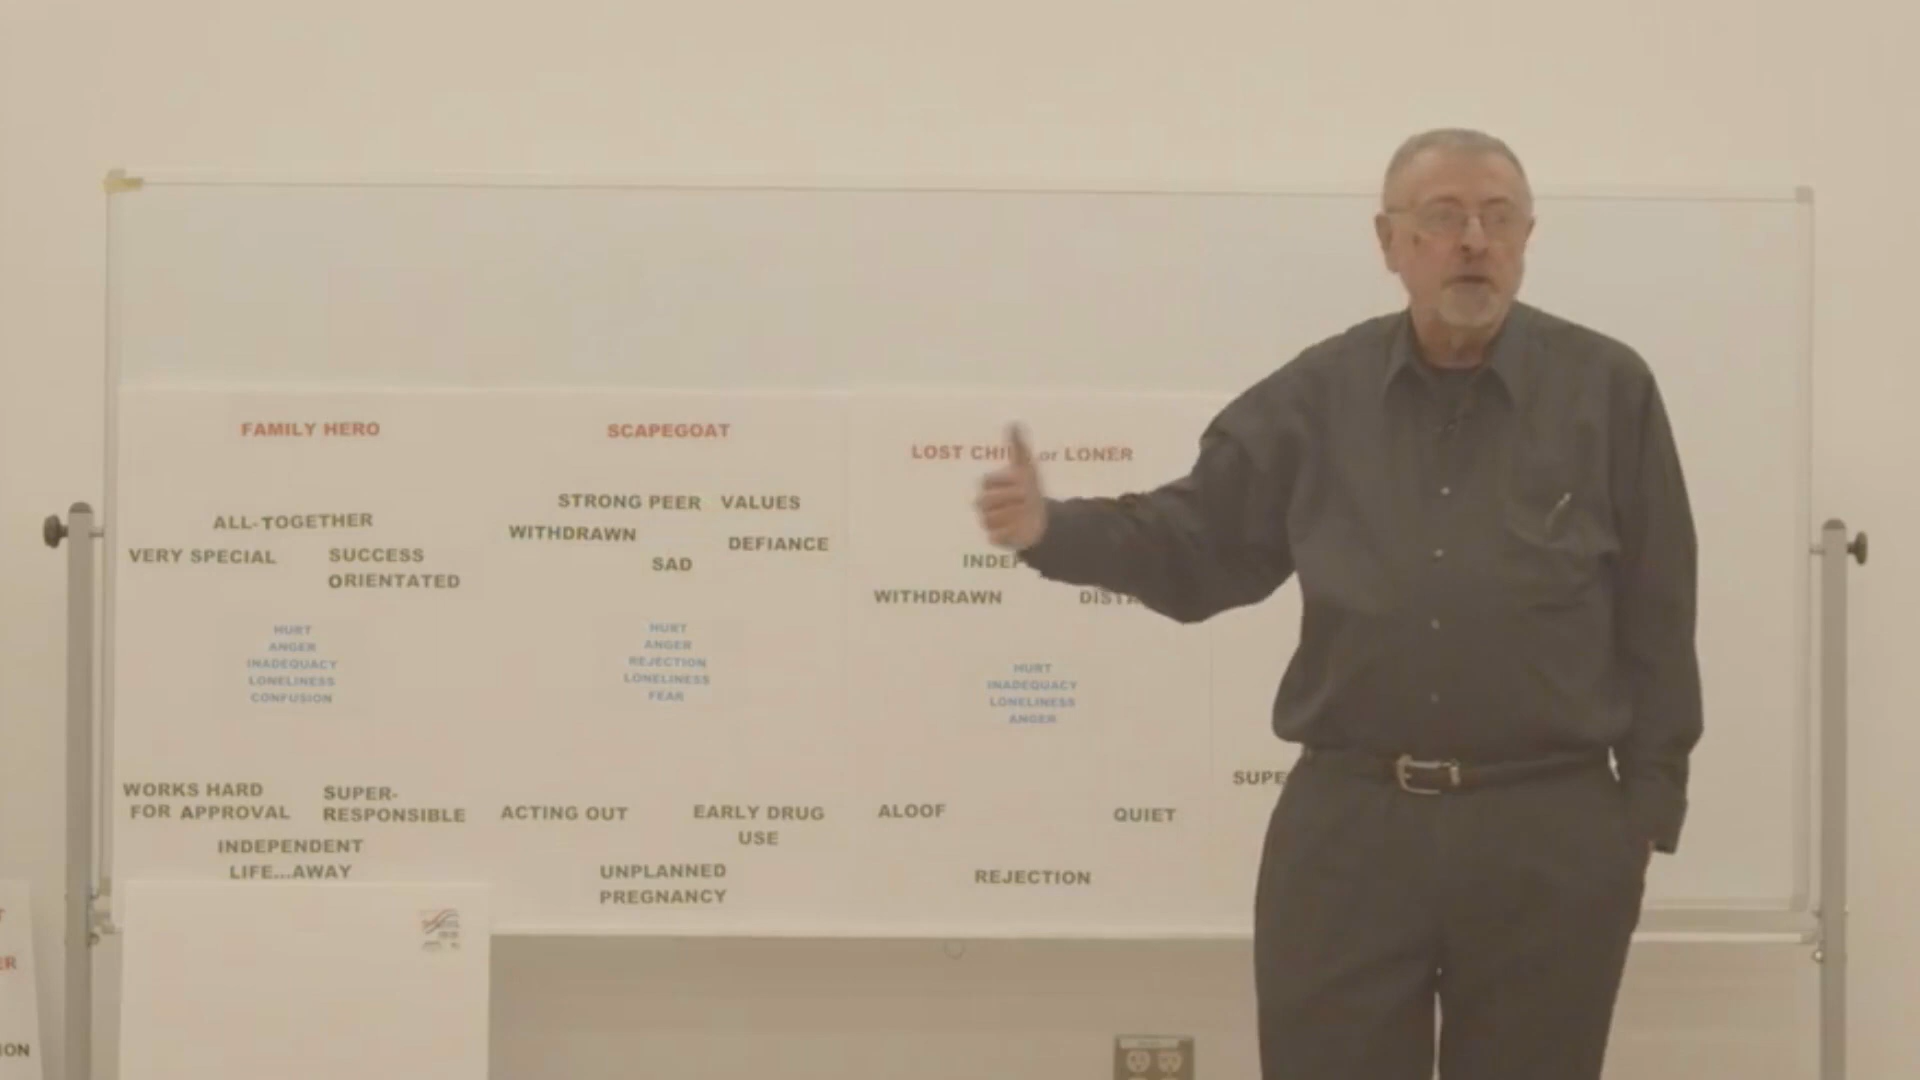 FAMILY HERO
ALL-TOGETHER
VERY SPECIAL
SUCCESS
ORIENTATED
HURT
ANGER
INADEQUACY
LONELINESS
CONFUSION
WORKS HARD
FOR APPROVAL
SUPER-
RESPONSIBLE
INDEPENDENT
LIFE...AWAY
SCAPEGOAT
STRONG PEER VALUES
WITHDRAWN
DEFIANCE
SAD
HURT
ANGER
REJECTION
LONELINESS
FEAR
ACTING OUT
EARLY DRUG
USE
UNPLANNED
PREGNANCY
LOST CHI or LONER
INDEP
WITHDRAWN
DISTA
HURT
INADEQUACY
LONELINESS
ANGER
ALOOF
QUIET
REJECTION
SUPE
ER
ION